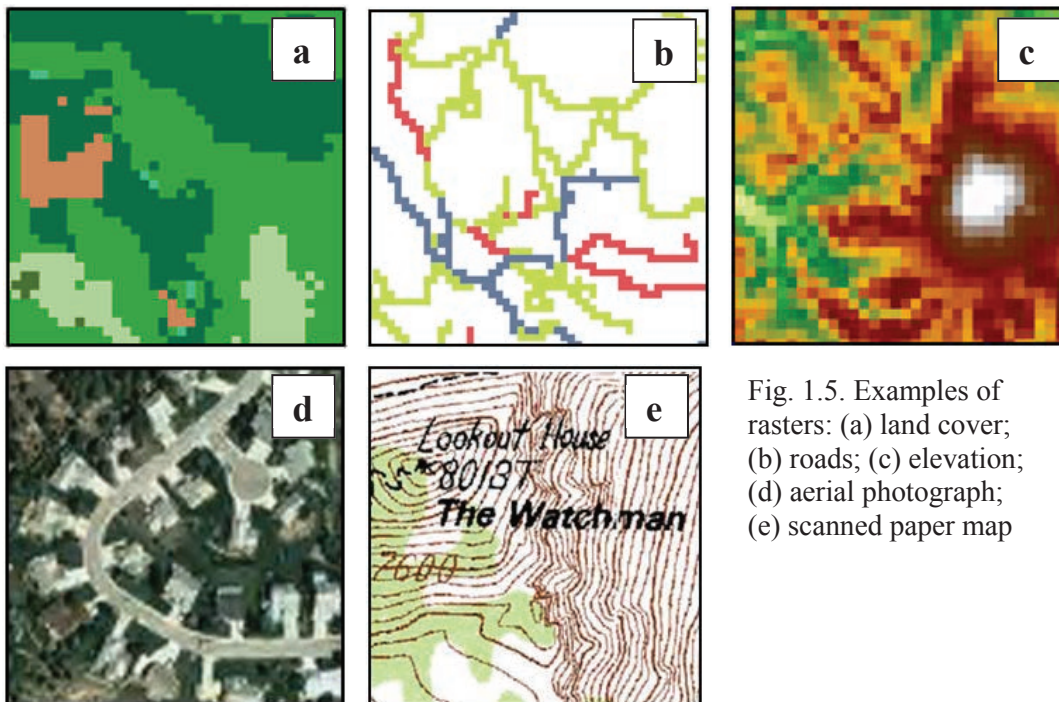 a
b
c
d
e
Lookout House
8013T
The Watchman
7600
Fig. 1.5. Examples of
rasters: (a) land cover;
(b) roads; (c) elevation;
(d) aerial photograph;
(e) scanned paper map